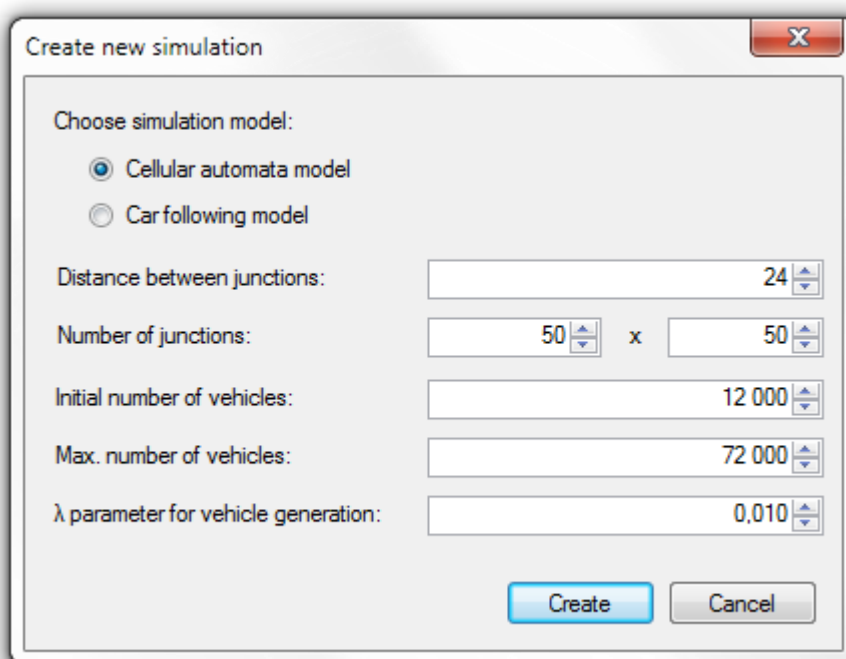 Create new simulation
Choose simulation model:
Cellular automata model
Car following model
Distance between junctions: 24
Number of junctions: 50 x 50
Initial number of vehicles: 12 000
Max. number of vehicles: 72 000
λ parameter for vehicle generation: 0,010
Create Cancel